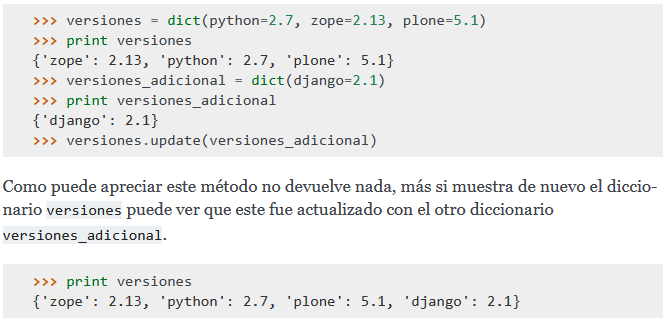 >>> versiones = dict(python=2.7, zope=2.13, plone=5.1)
>>> print versiones
{'zope': 2.13, 'python': 2.7, 'plone': 5.1}
>>> versiones_adicional = dict(django=2.1)
>>> print versiones_adicional
{'django': 2.1}
>>> versiones.update(versiones_adicional)
Como puede apreciar este método no devuelve nada, más si muestra de nuevo el diccio-
nario versiones puede ver que este fue actualizado con el otro diccionario
versiones_adicional.
>>> print versiones
{'zope': 2.13, 'python': 2.7, 'plone': 5.1, 'django': 2.1}